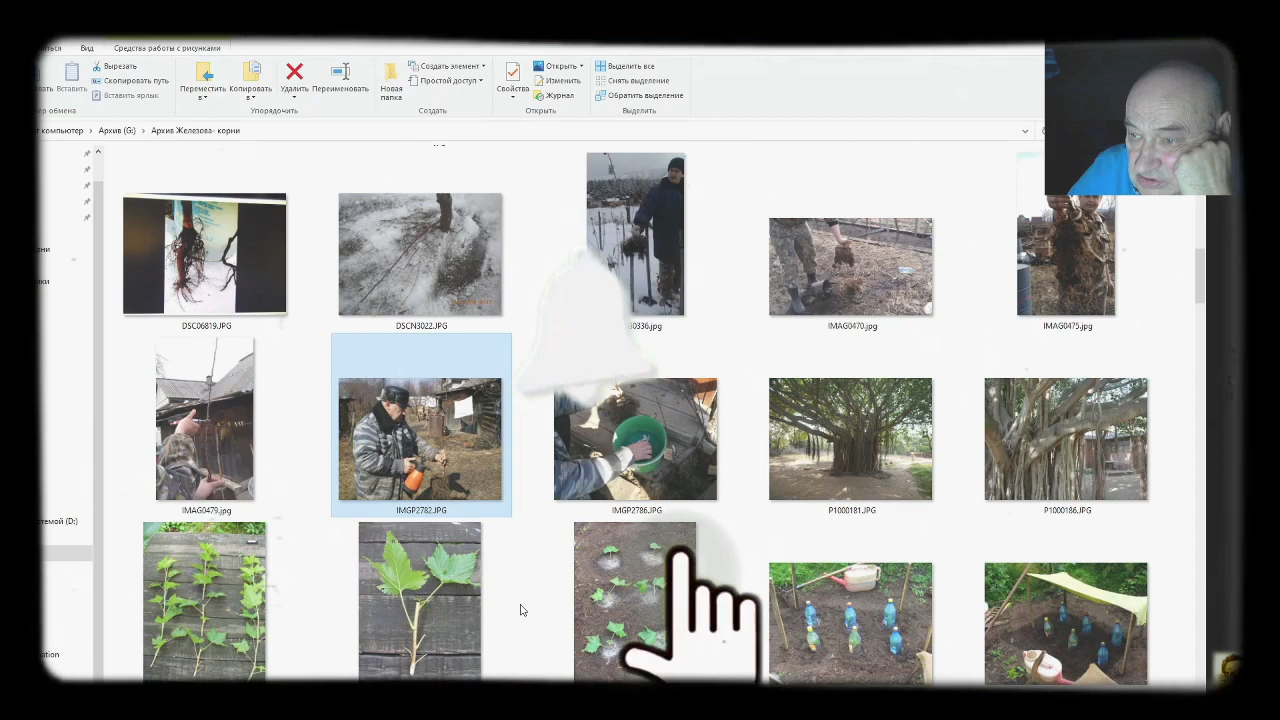 Вид Средства работы с рисунками
Вставить
Вырезать
Скопировать путь
Вставить ярлык
Переместить в
Копировать в
Удалить
Переименовать
Упорядочить
Новая папка
Создать элемент
Простой доступ
Создать
Свойства
Открыть
Изменить
Журнал
Открыть
Выделить все
Снять выделение
Обратить выделение
Выделить
компьютер > Архив (G:) > Архив Железова- корни
DSC06819.JPG DSCN3022.JPG IMAG0470.jpg IMAG0475.jpg
IMAG0479.jpg IMGP2782.JPG IMGP2786.JPG P1000181.JPG P1000186.JPG
(D:)